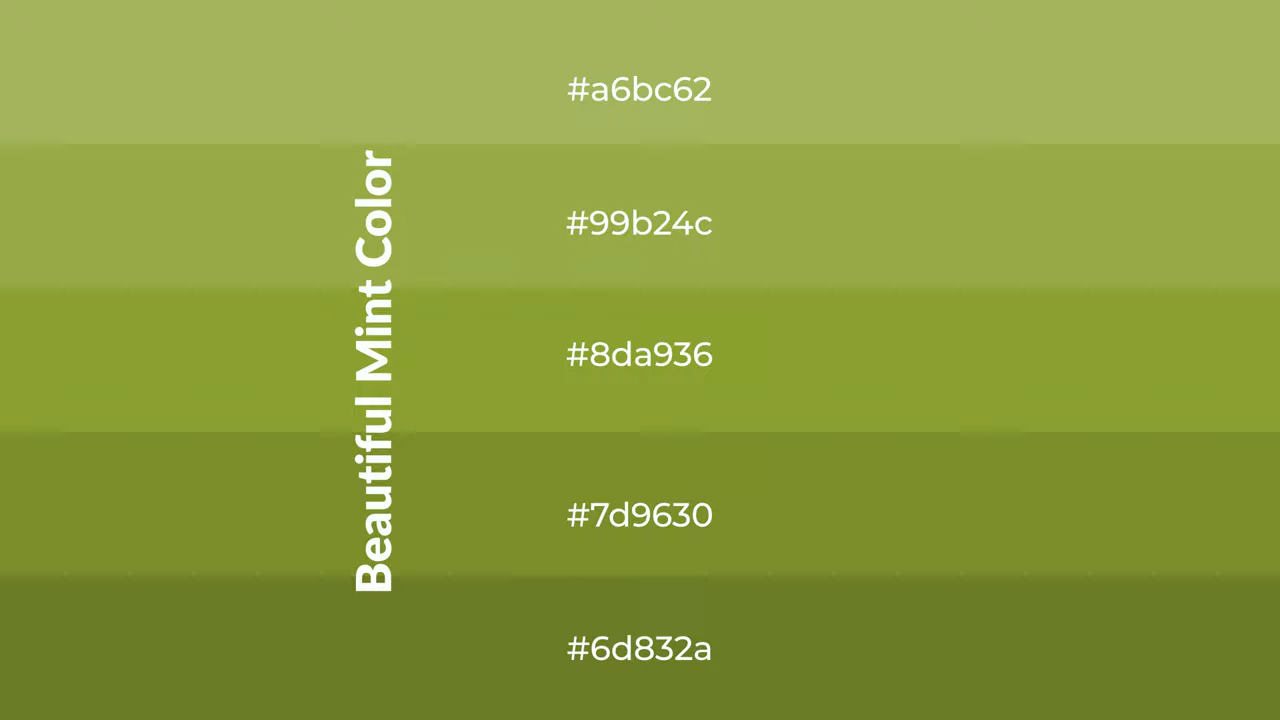 Beautiful Mint Color
#a6bc62
#99b24c
#8da936
#7d9630
#6d832a